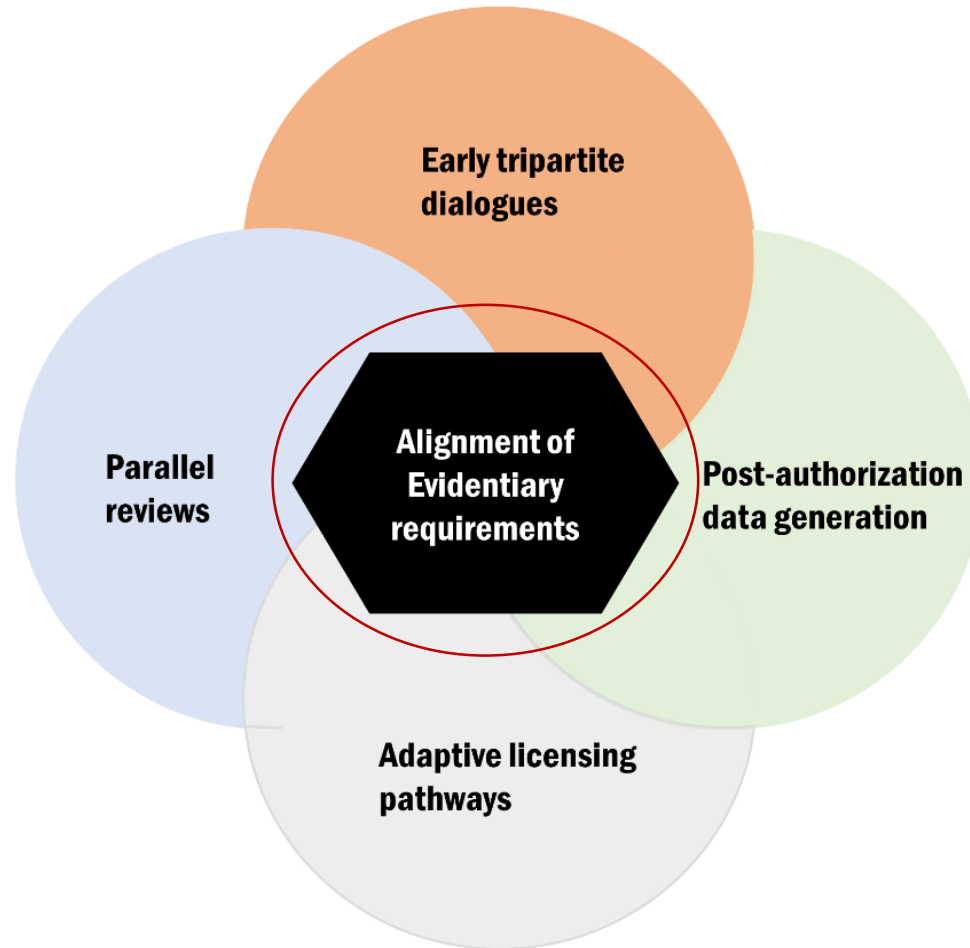 Early tripartite
dialogues
Parallel
reviews
Alignment of
Evidentiary
requirements
Post-authorization
data generation
Adaptive licensing
pathways